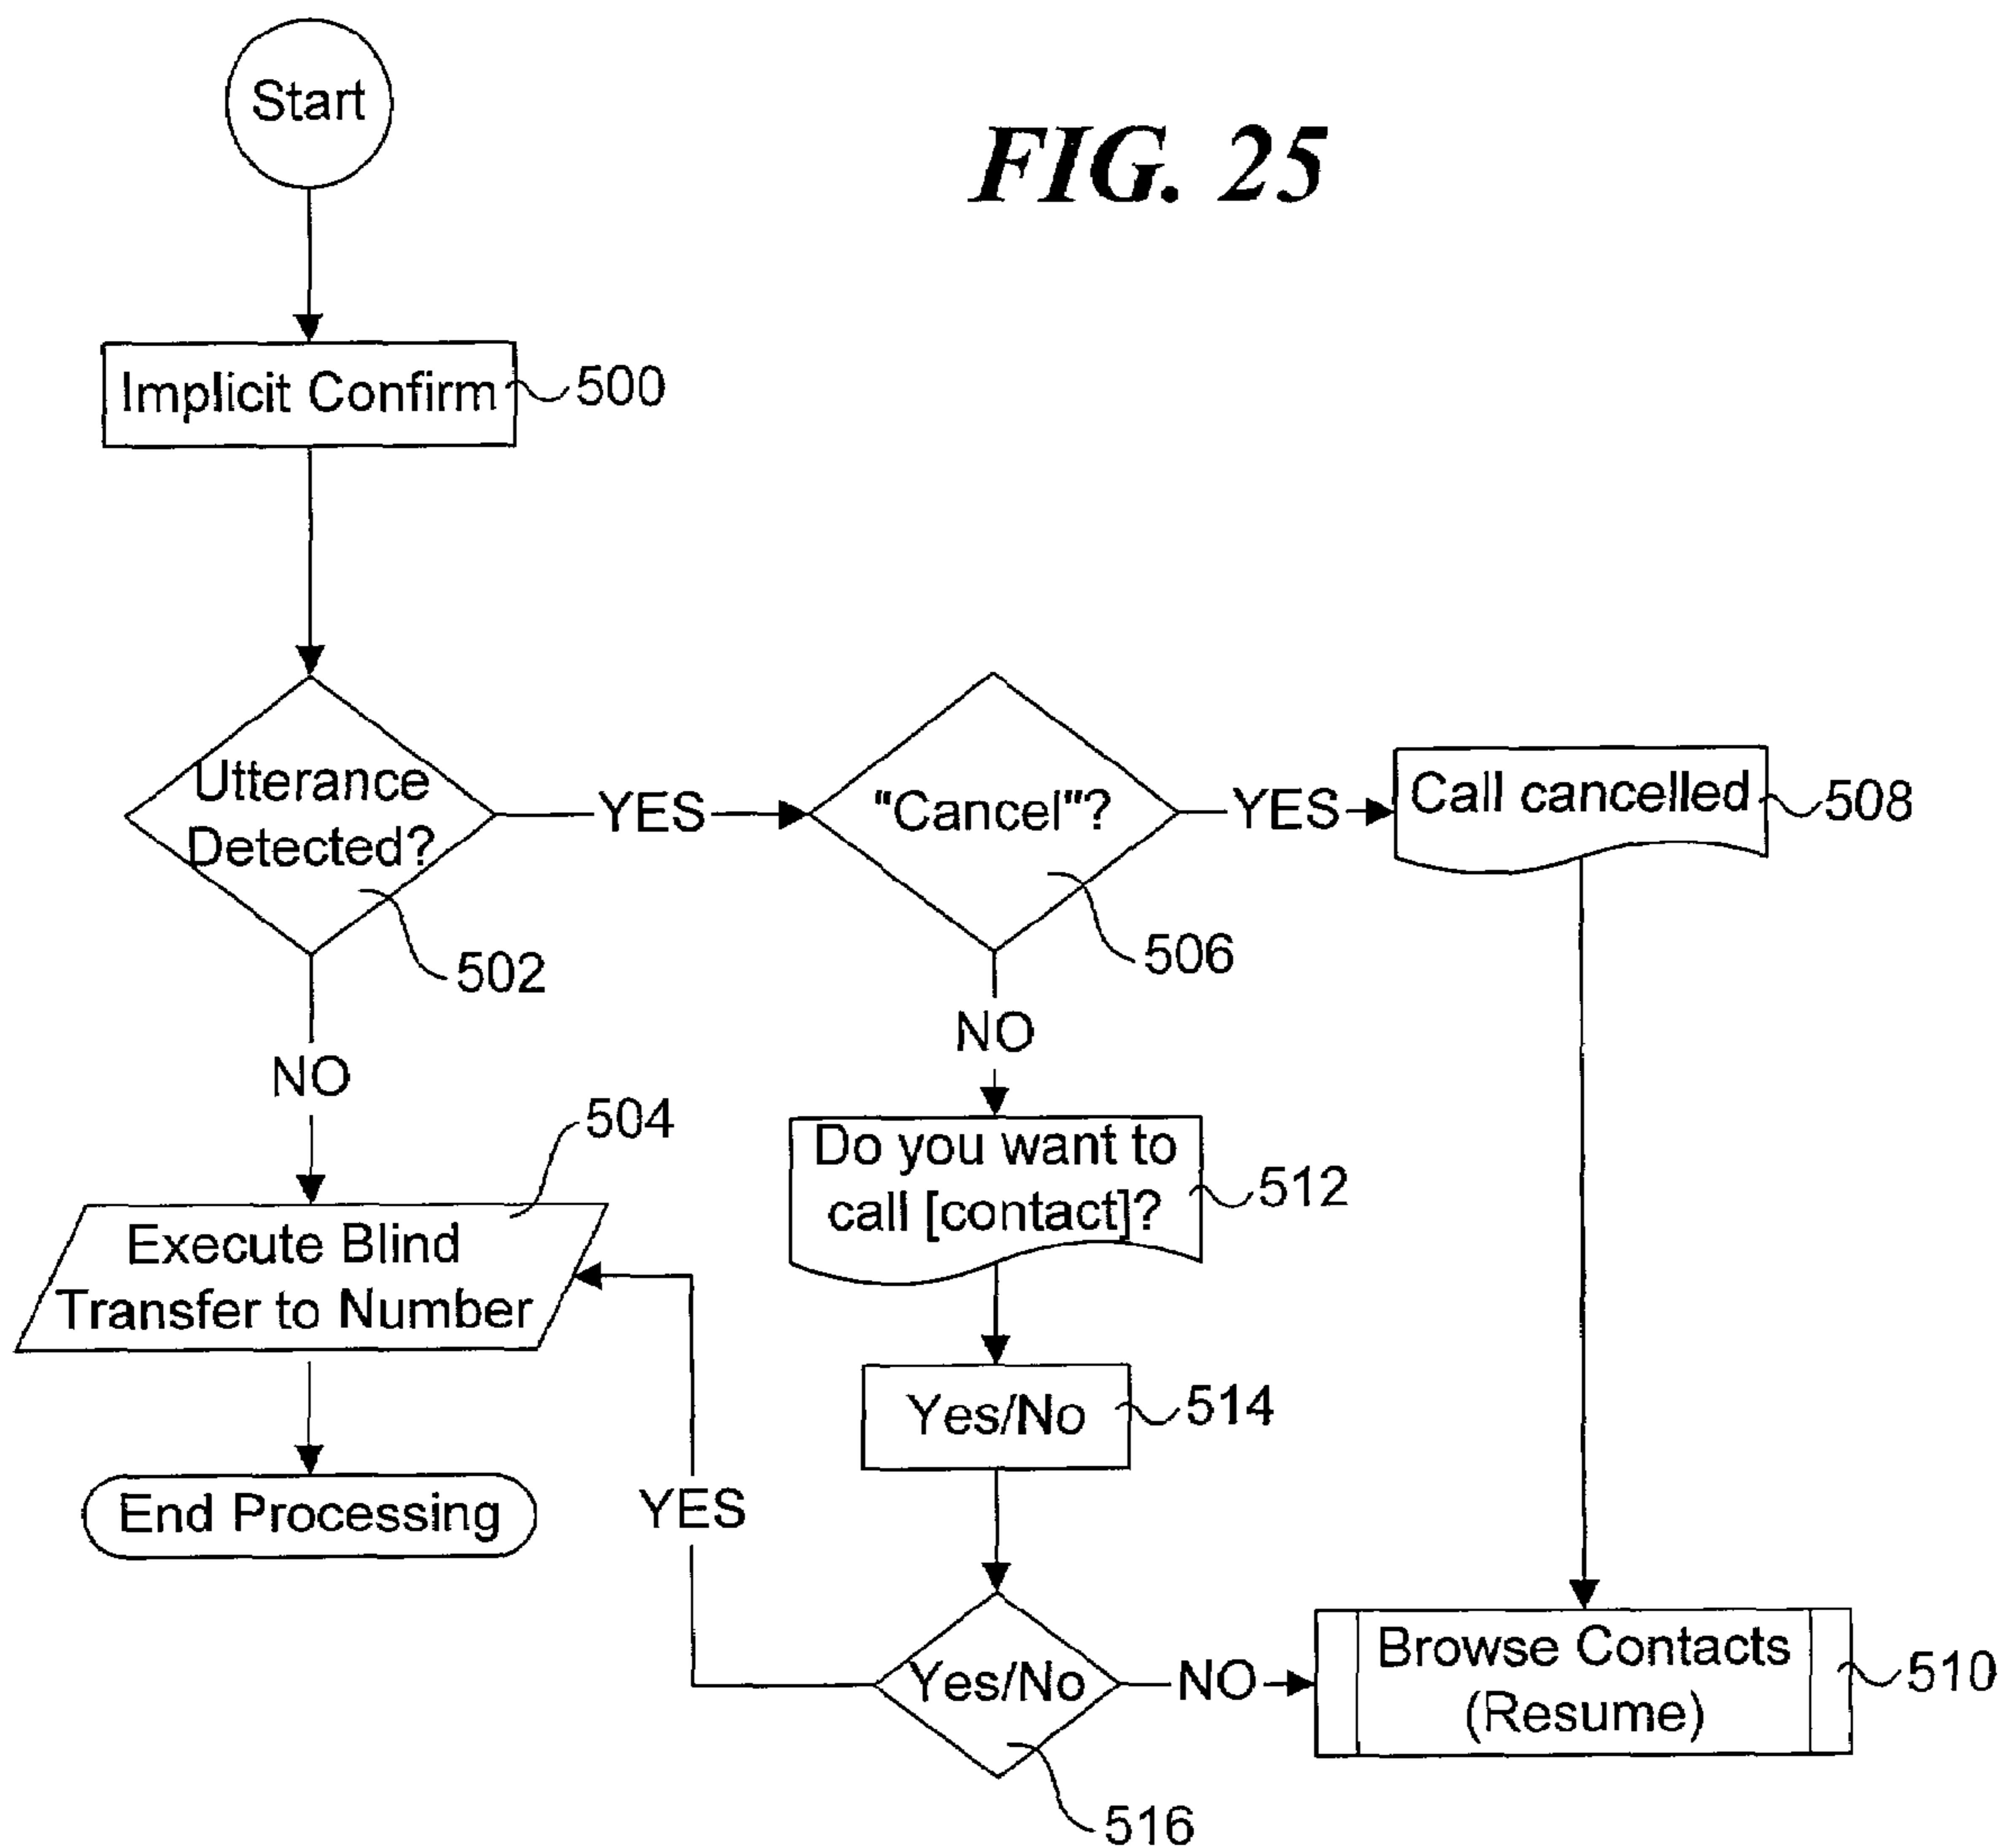 Start
FIG. 25
Implicit Confirm
500
Utterance
Detected?
502
YES
"Cancel"?
506
YES
Call cancelled
508
NO
NO
504
Execute Blind
Transfer to Number
Do you want to
call [contact]?
512
Yes/No
514
End Processing
YES
Yes/No
516
NO
Browse Contacts
(Resume)
510